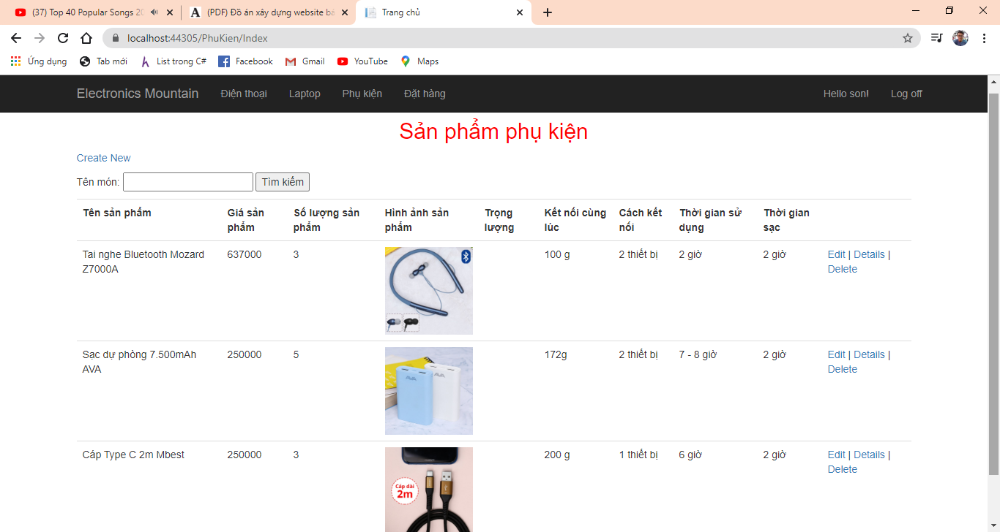 (37) Top 40 Popular Songs 20
(PDF) Đồ án xây dựng website bá
Trang chủ
localhost:44305/PhuKien/Index
Ứng dụng Tab mới List trong C# Facebook Gmail YouTube Maps
Electronics Mountain Điện thoại Laptop Phụ kiện Đặt hàng Hello son! Log off
Sản phẩm phụ kiện
Create New
Tên món: Tìm kiếm
Tên sản phẩm Giá sản Số lượng sản Hình ảnh sản Trọng Kết nối cùng Cách kết Thời gian sử Thời gian
phẩm phẩm phẩm lượng lúc nối dụng sạc
Tai nghe Bluetooth Mozard 637000 3 100 g 2 thiết bị 2 giờ 2 giờ Edit | Details |
Z7000A Delete
Sạc dự phòng 7.500mAh 250000 5 172g 2 thiết bị 7 - 8 giờ 2 giờ Edit | Details |
AVA Delete
AVA AVA
Cáp Type C 2m Mbest 250000 3 200 g 1 thiết bị 6 giờ 2 giờ Edit | Details |
Delete
Cáp dài
2m